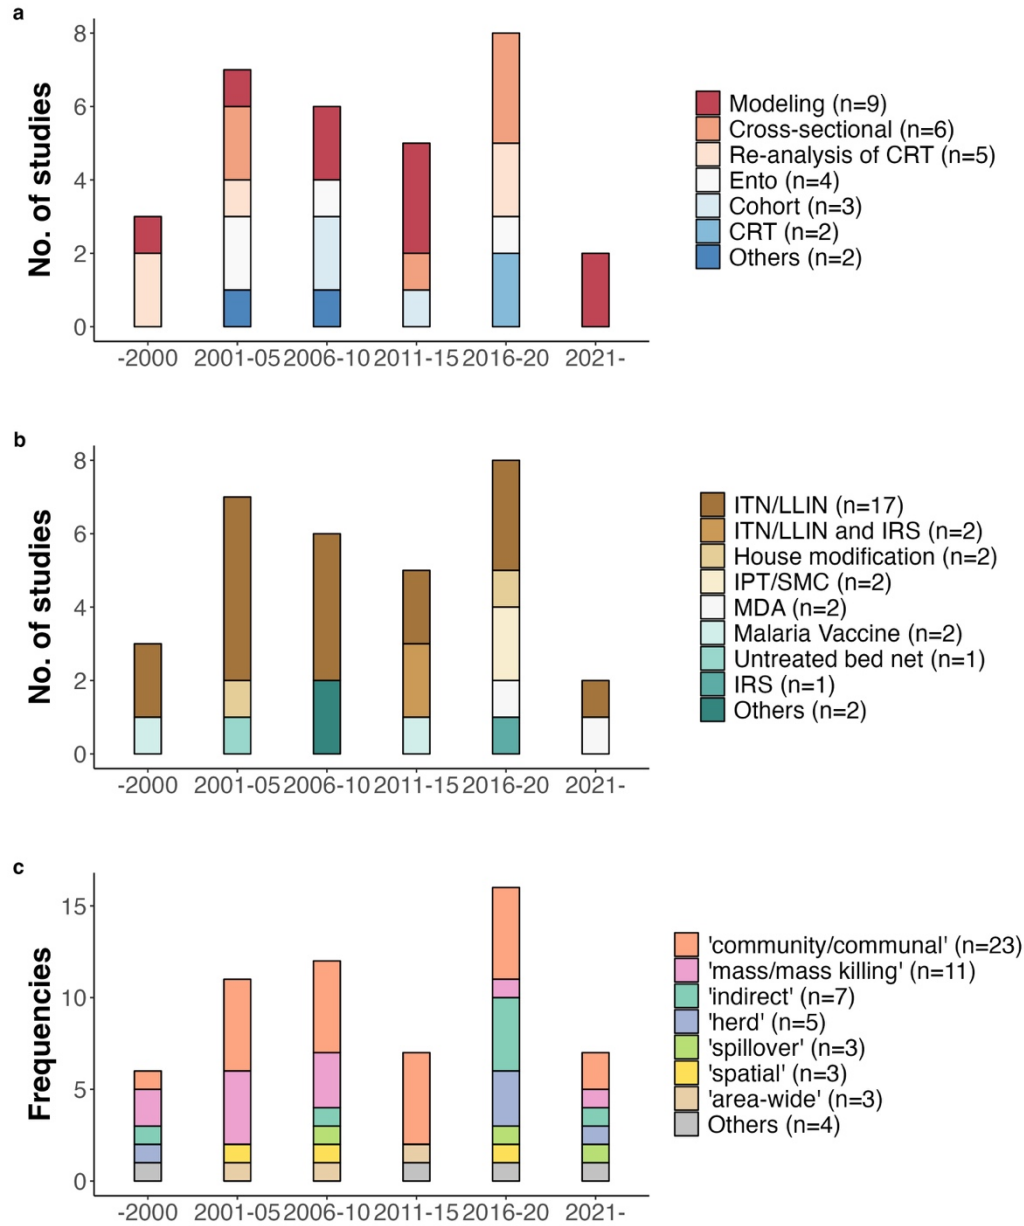 a
No. of studies
8
6
4
2
0
-2000 2001-05 2006-10 2011-15 2016-20 2021-
Modeling (n=9)
Cross-sectional (n=6)
Re-analysis of CRT (n=5)
Ento (n=4)
Cohort (n=3)
CRT (n=2)
Others (n=2)
b
No. of studies
8
6
4
2
0
-2000 2001-05 2006-10 2011-15 2016-20 2021-
ITN/LLIN (n=17)
ITN/LLIN and IRS (n=2)
House modification (n=2)
IPT/SMC (n=2)
MDA (n=2)
Malaria Vaccine (n=2)
Untreated bed net (n=1)
IRS (n=1)
Others (n=2)
c
Frequencies
15
10
5
0
-2000 2001-05 2006-10 2011-15 2016-20 2021-
'community/communal' (n=23)
'mass/mass killing' (n=11)
'indirect' (n=7)
'herd' (n=5)
'spillover' (n=3)
'spatial' (n=3)
'area-wide' (n=3)
Others (n=4)